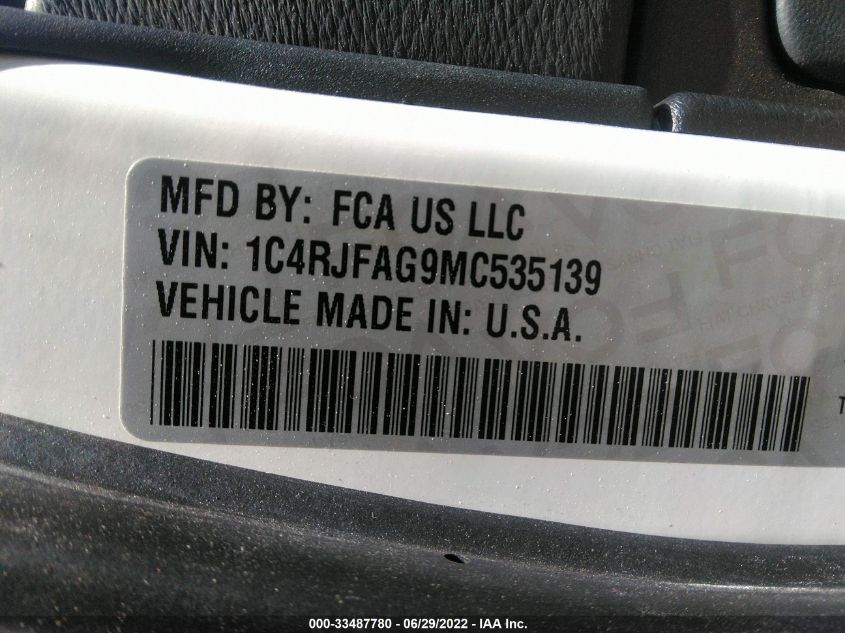 MFD BY: FCA US LLC
VIN: 1C4RJFAG9MC535139
VEHICLE MADE IN: U.S.A.
T
000-33487780 - 06/29/2022 - IAA Inc.